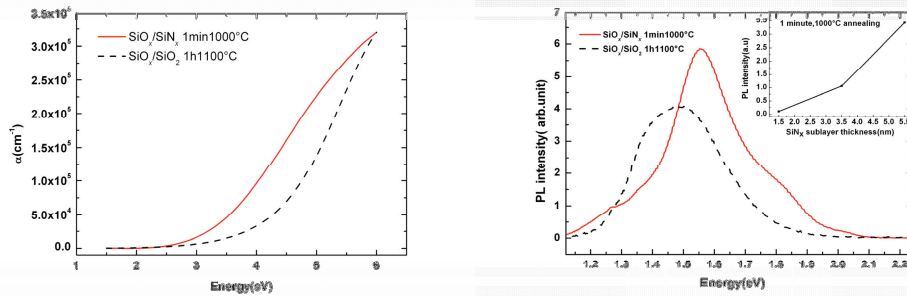 3.5x10⁵
3.0x10⁵
2.5x10⁵
2.0x10⁵
1.5x10⁵
1.0x10⁵
5.0x10⁴
0.0
α(cm⁻¹)
SiOₓ/SiNₓ 1min1000°C
SiOₓ/SiO₂ 1h1100°C
1 2 3 4 5 6
Energy(eV)
7
6
5
4
3
2
1
0
PL intensity( arb.unit)
SiOₓ/SiNₓ 1min1000°C
SiOₓ/SiO₂ 1h1100°C
1.2 1.3 1.4 1.5 1.6 1.7 1.8 1.9 2.0 2.1 2.2
Energy(eV)
1 minute,1000°C annealing
3.5
3.0
2.5
2.0
1.5
1.0
0.5
0.0
PL intensity(a.u)
1.5 2.0 2.5 3.0 3.5 4.0 4.5 5.0 5.5
SiNₓ sublayer thickness(nm)